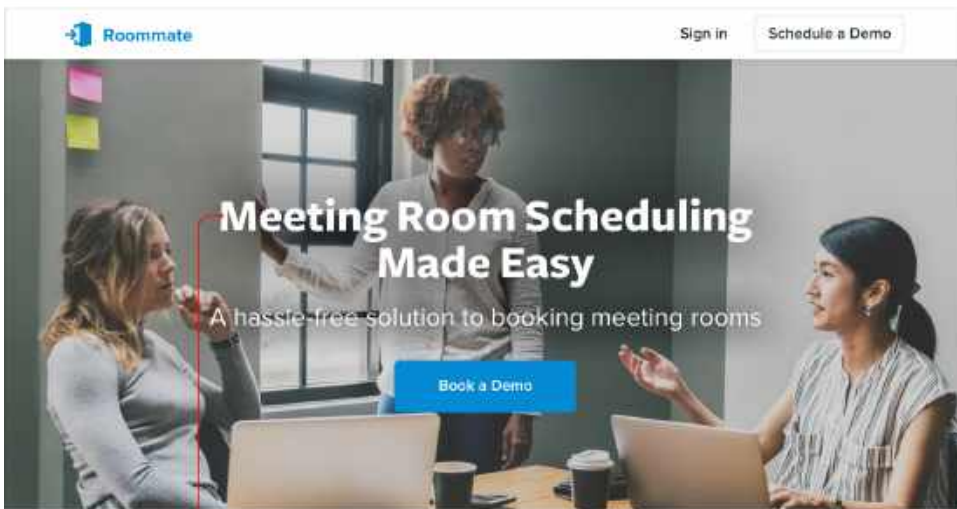 Roommate
Sign in
Schedule a Demo
Meeting Room Scheduling
Made Easy
A hassle-free solution to booking meeting rooms
Book a Demo